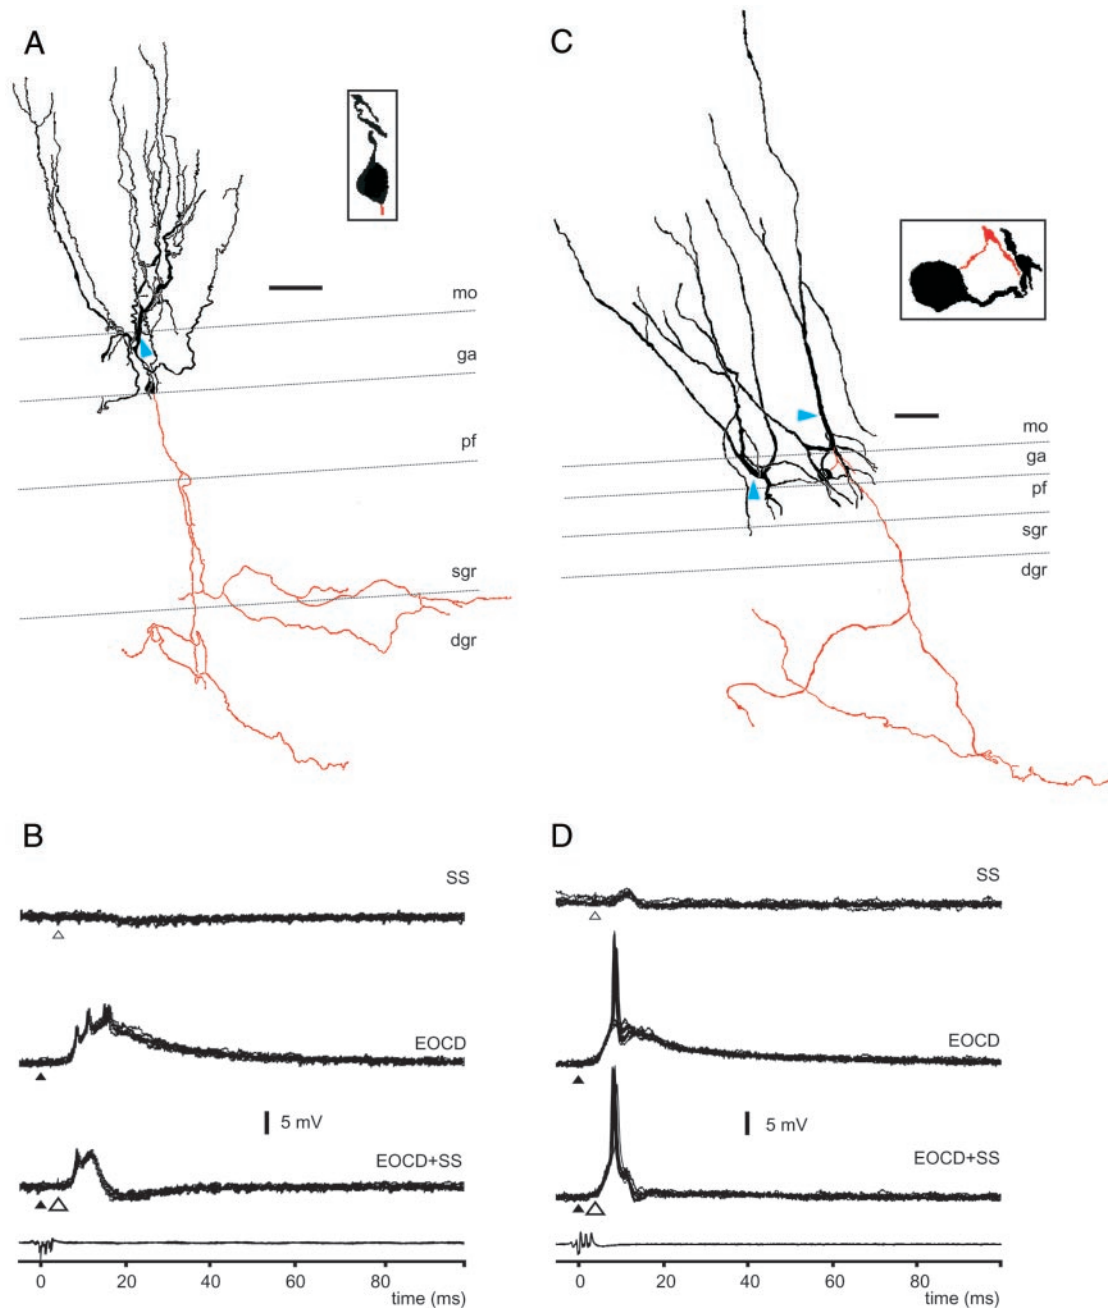 A
mo
ga
pf
sgr
dgr
C
mo
ga
pf
sgr
dgr
B
SS
EOCD
5 mV
EOCD+SS
0 20 40 60 80
time (ms)
D
SS
EOCD
5 mV
EOCD+SS
0 20 40 60 80
time (ms)